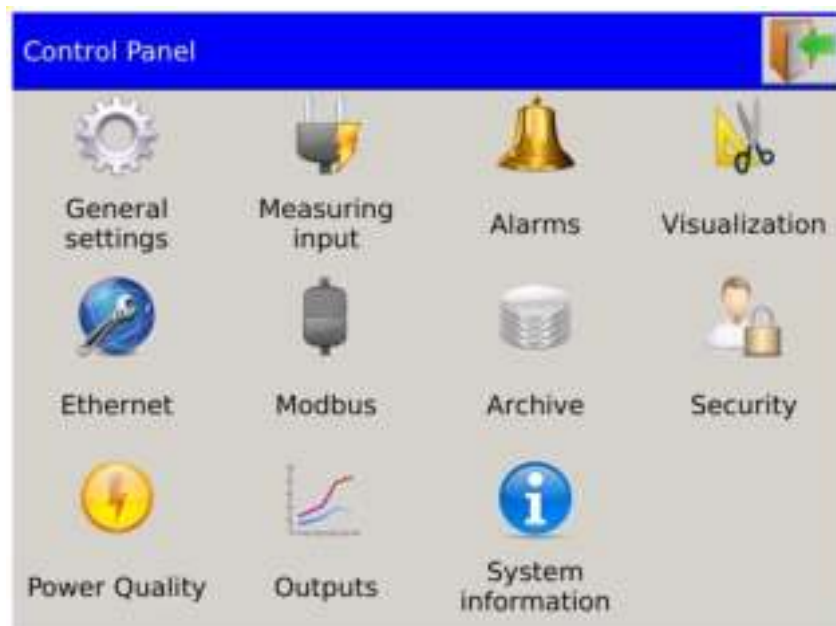 Control Panel
General
settings
Measuring
input
Alarms
Visualization
Ethernet
Modbus
Archive
Security
Power Quality
Outputs
System
information